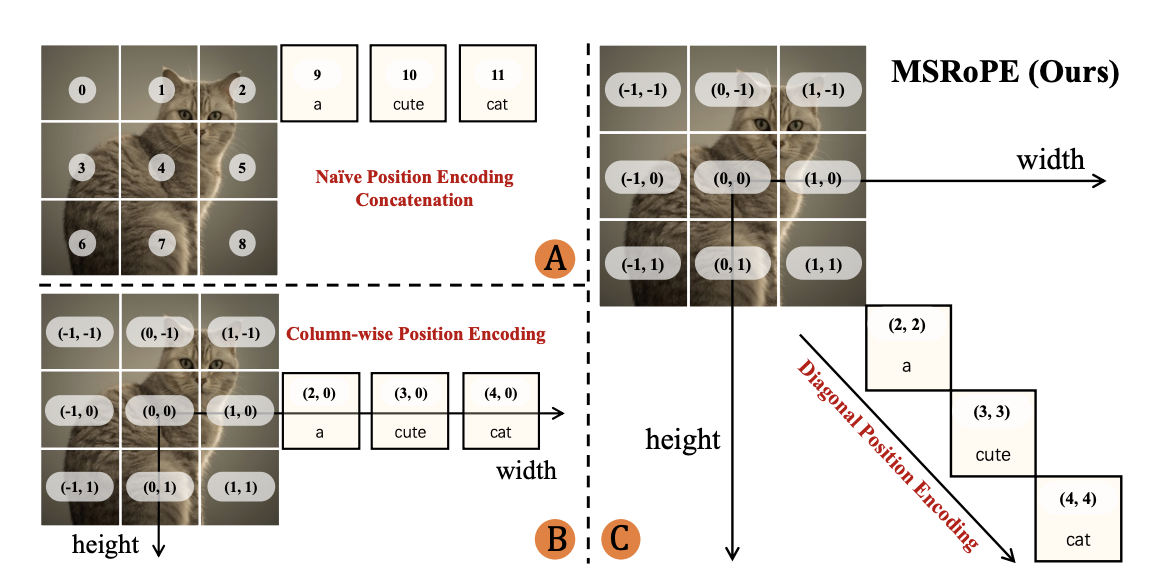 0
1
2
3
4
5
6
7
8
9
a
10
cute
11
cat
Naïve Position Encoding
Concatenation
A
(-1, -1)
(0, -1)
(1, -1)
(-1, 0)
(0, 0)
(1, 0)
(-1, 1)
(0, 1)
(1, 1)
Column-wise Position Encoding
(2, 0)
a
(3, 0)
cute
(4, 0)
cat
width
height
B
MSRoPE (Ours)
(-1, -1)
(0, -1)
(1, -1)
(-1, 0)
(0, 0)
(1, 0)
(-1, 1)
(0, 1)
(1, 1)
width
height
(2, 2)
a
(3, 3)
cute
(4, 4)
cat
Diagonal Position Encoding
C